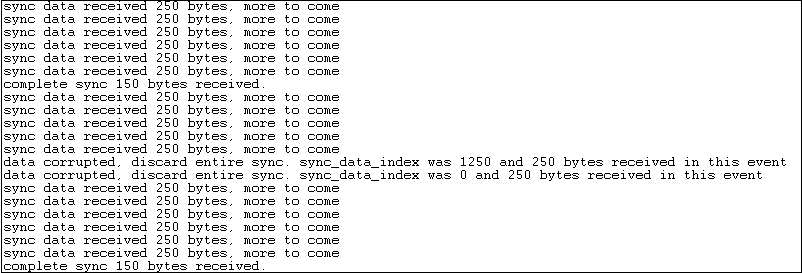 sync data received 250 bytes, more to come
sync data received 250 bytes, more to come
sync data received 250 bytes, more to come
sync data received 250 bytes, more to come
sync data received 250 bytes, more to come
sync data received 250 bytes, more to come
complete sync 150 bytes received.
sync data received 250 bytes, more to come
sync data received 250 bytes, more to come
sync data received 250 bytes, more to come
sync data received 250 bytes, more to come
sync data received 250 bytes, more to come
data corrupted, discard entire sync. sync_data_index was 1250 and 250 bytes received in this event
data corrupted, discard entire sync. sync_data_index was 0 and 250 bytes received in this event
sync data received 250 bytes, more to come
sync data received 250 bytes, more to come
sync data received 250 bytes, more to come
sync data received 250 bytes, more to come
sync data received 250 bytes, more to come
sync data received 250 bytes, more to come
complete sync 150 bytes received.